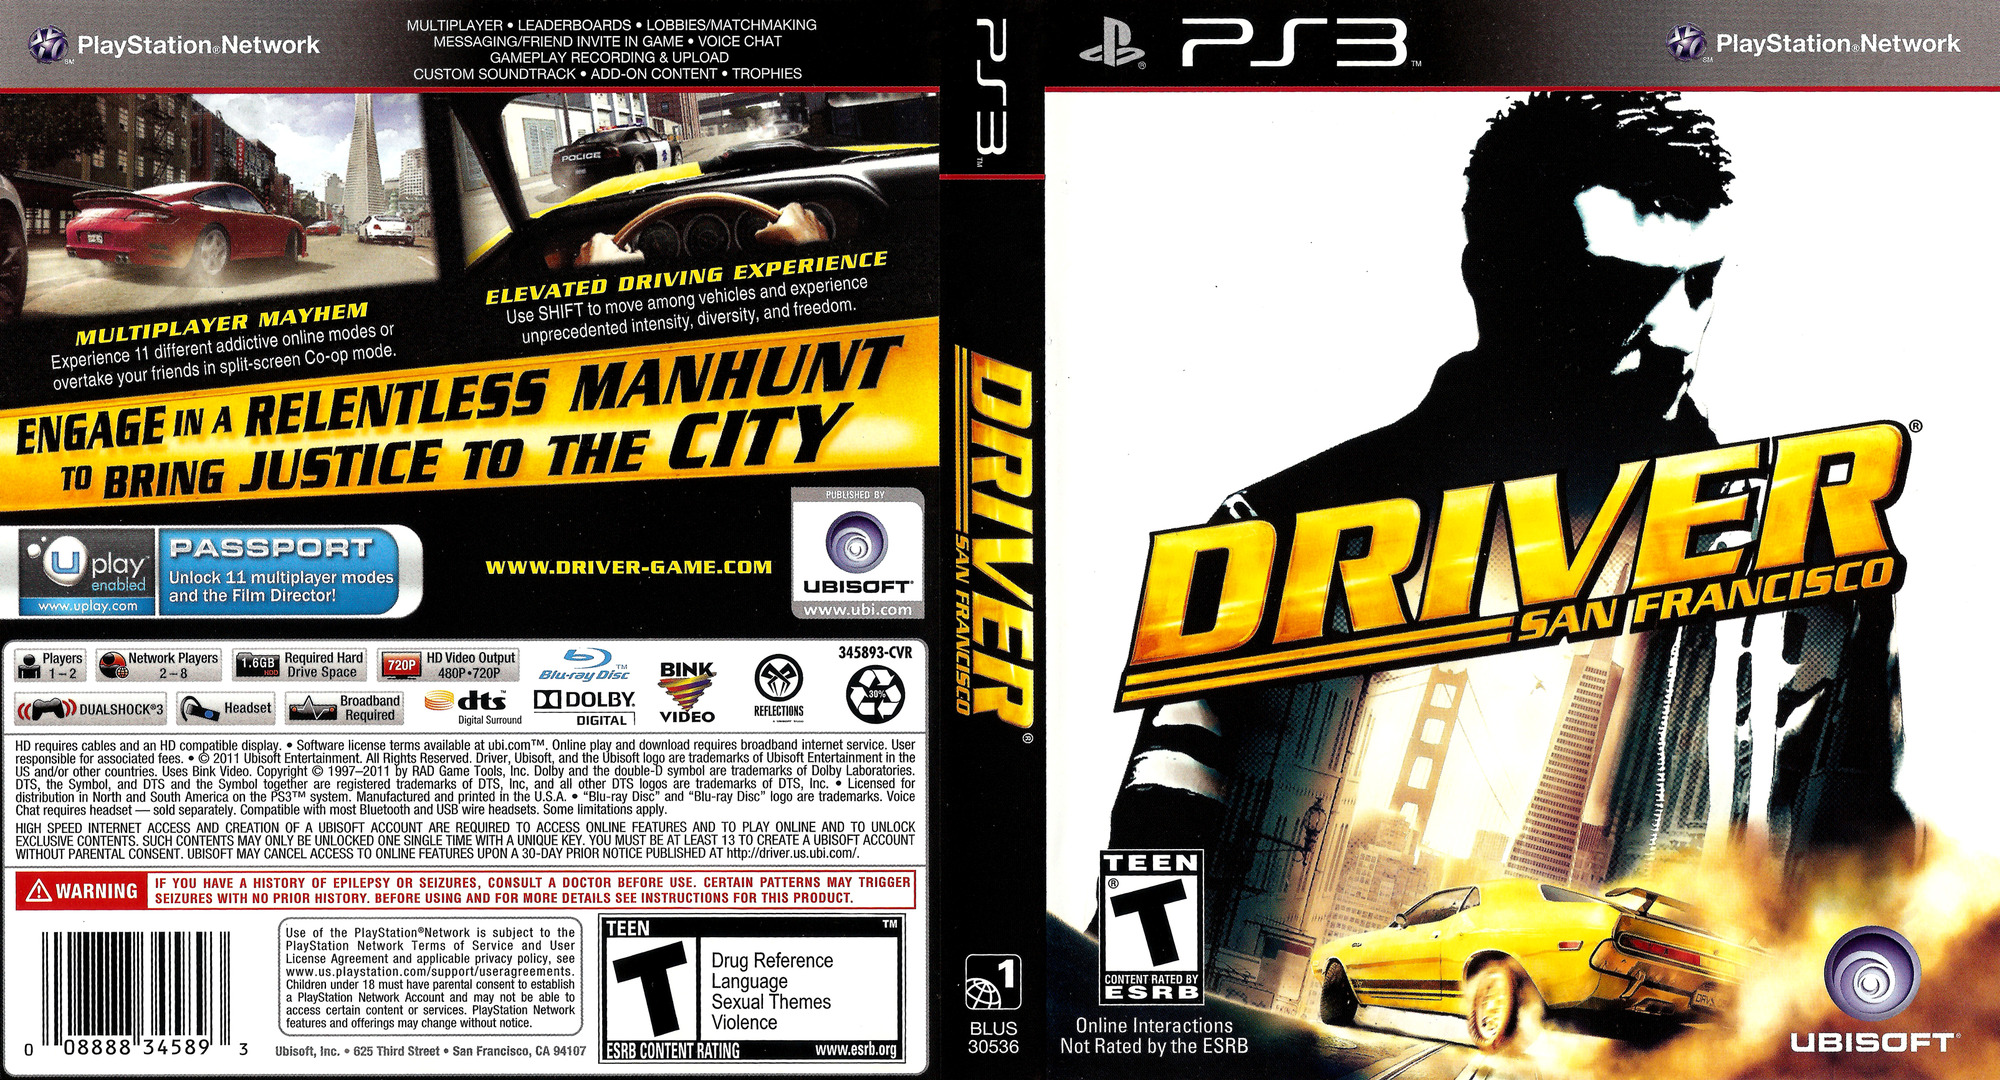 PlayStation®Network
SM
MULTIPLAYER • LEADERBOARDS • LOBBIES/MATCHMAKING
MESSAGING/FRIEND INVITE IN GAME • VOICE CHAT
GAMEPLAY RECORDING & UPLOAD
CUSTOM SOUNDTRACK • ADD-ON CONTENT • TROPHIES
POLICE
MULTIPLAYER MAYHEM
Experience 11 different addictive online modes or
overtake your friends in split-screen Co-op mode.
ELEVATED DRIVING EXPERIENCE
Use SHIFT to move among vehicles and experience
unprecedented intensity, diversity, and freedom.
ENGAGE IN A RELENTLESS MANHUNT
TO BRING JUSTICE TO THE CITY
Uplay™
enabled
www.uplay.com
PASSPORT
Unlock 11 multiplayer modes
and the Film Director!
WWW.DRIVER-GAME.COM
PUBLISHED BY
UBISOFT®
www.ubi.com
Players
1–2
Network Players
2–8
1.6GB
HDD
Required Hard
Drive Space
720P
HD Video Output
480P•720P
Blu-ray Disc™
BINK
VIDEO
REFLECTIONS
345893-CVR
30%
DUALSHOCK®3
Headset
Broadband
Required
dts™
Digital Surround
DOLBY®
DIGITAL
HD requires cables and an HD compatible display. • Software license terms available at ubi.com™. Online play and download requires broadband internet service. User
responsible for associated fees. • © 2011 Ubisoft Entertainment. All Rights Reserved. Driver, Ubisoft, and the Ubisoft logo are trademarks of Ubisoft Entertainment in the
US and/or other countries. Uses Bink Video. Copyright © 1997–2011 by RAD Game Tools, Inc. Dolby and the double-D symbol are trademarks of Dolby Laboratories.
DTS, the Symbol, and DTS and the Symbol together are registered trademarks of DTS, Inc, and all other DTS logos are trademarks of DTS, Inc. • Licensed for
distribution in North and South America on the PS3™ system. Manufactured and printed in the U.S.A. • “Blu-ray Disc” and “Blu-ray Disc” logo are trademarks. Voice
Chat requires headset — sold separately. Compatible with most Bluetooth and USB wire headsets. Some limitations apply.
HIGH SPEED INTERNET ACCESS AND CREATION OF A UBISOFT ACCOUNT ARE REQUIRED TO ACCESS ONLINE FEATURES AND TO PLAY ONLINE AND TO UNLOCK
EXCLUSIVE CONTENTS. SUCH CONTENTS MAY ONLY BE UNLOCKED ONE SINGLE TIME WITH A UNIQUE KEY. YOU MUST BE AT LEAST 13 TO CREATE A UBISOFT ACCOUNT
WITHOUT PARENTAL CONSENT. UBISOFT MAY CANCEL ACCESS TO ONLINE FEATURES UPON A 30-DAY PRIOR NOTICE PUBLISHED AT http://driver.us.ubi.com/.
WARNING
IF YOU HAVE A HISTORY OF EPILEPSY OR SEIZURES, CONSULT A DOCTOR BEFORE USE. CERTAIN PATTERNS MAY TRIGGER
SEIZURES WITH NO PRIOR HISTORY. BEFORE USING AND FOR MORE DETAILS SEE INSTRUCTIONS FOR THIS PRODUCT.
0 08888 34589 3
Use of the PlayStation®Network is subject to the
PlayStation Network Terms of Service and User
License Agreement and applicable privacy policy, see
www.us.playstation.com/support/useragreements.
Children under 18 must have parental consent to establish
a PlayStation Network Account and may not be able to
access certain content or services. PlayStation Network
features and offerings may change without notice.
Ubisoft, Inc. • 625 Third Street • San Francisco, CA 94107
TEEN
TM
T
Drug Reference
Language
Sexual Themes
Violence
ESRB CONTENT RATING
www.esrb.org
PS3™
DRIVER®
SAN FRANCISCO
1
BLUS
30536
PS3™
PlayStation®Network
SM
DRIVER®
SAN FRANCISCO
TEEN
®
T
CONTENT RATED BY
ESRB
Online Interactions
Not Rated by the ESRB
UBISOFT®